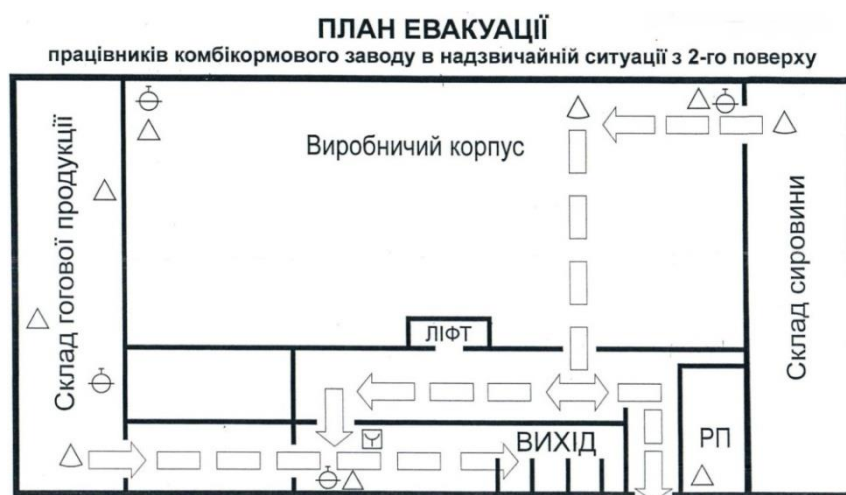 ПЛАН ЕВАКУАЦІЇ
працівників комбікормового заводу в надзвичайній ситуації з 2-го поверху
Виробничий корпус
Склад гогової продукції
Склад сировини
ЛІФТ
ВИХІД
РП